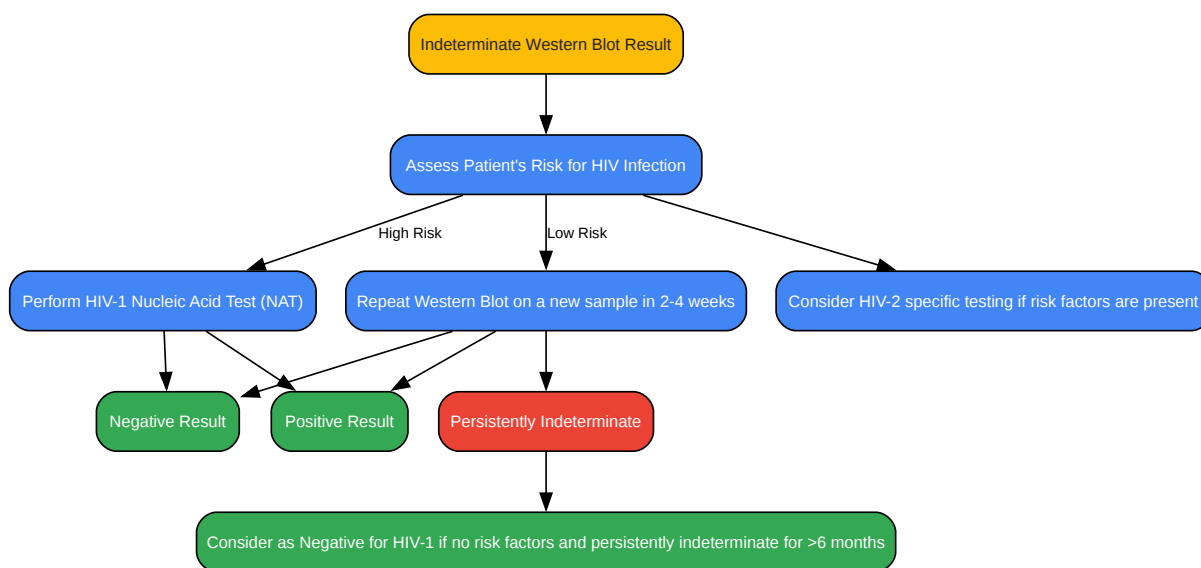 Indeterminate Western Blot Result
Assess Patient's Risk for HIV Infection
High Risk
Low Risk
Perform HIV-1 Nucleic Acid Test (NAT)
Repeat Western Blot on a new sample in 2-4 weeks
Consider HIV-2 specific testing if risk factors are present
Negative Result
Positive Result
Persistently Indeterminate
Consider as Negative for HIV-1 if no risk factors and persistently indeterminate for >6 months